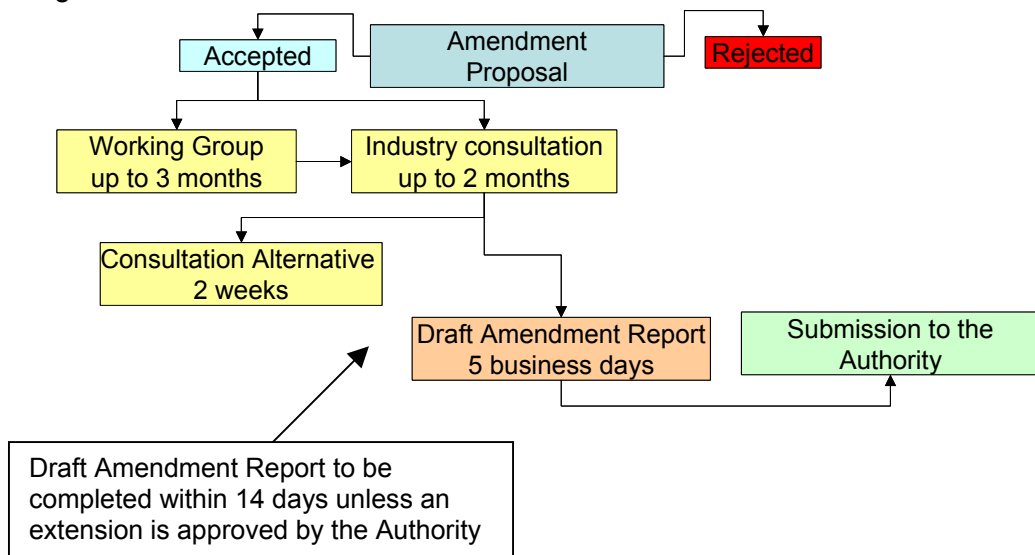 Amendment
Proposal
Accepted
Rejected
Working Group
up to 3 months
Industry consultation
up to 2 months
Consultation Alternative
2 weeks
Draft Amendment Report
5 business days
Submission to the
Authority
Draft Amendment Report to be
completed within 14 days unless an
extension is approved by the Authority